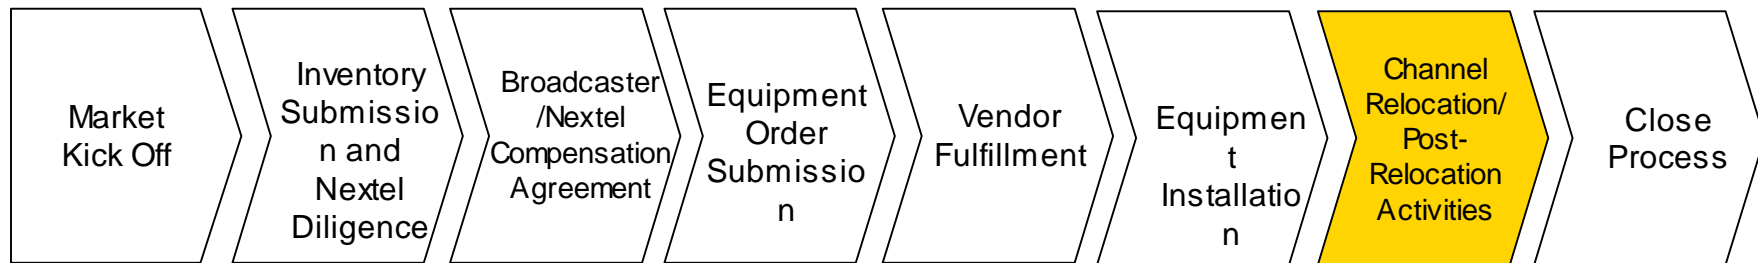 Market
Kick Off
Inventory
Submissio
n and
Nextel
Diligence
Broadcaster
/Nextel
Compensation
Agreement
Equipment
Order
Submissio
n
Vendor
Fulfillment
Equipmen
t
Installatio
n
Channel
Relocation/
Post-
Relocation
Activities
Close
Process